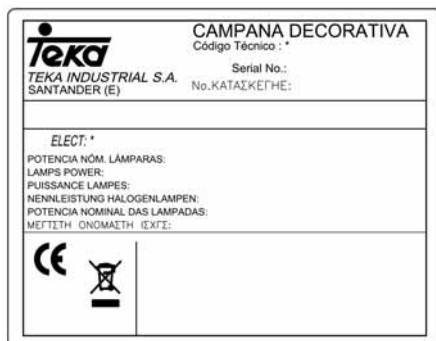 Teka
TEKA INDUSTRIAL S.A.
SANTANDER (E)
CAMPANA DECORATIVA
Código Técnico : *
Serial No.:
No.ΚΑΤΑΣΚΕΓΗΕ:
ELECT: *
POTENCIA NÓM. LÁMPARAS:
LAMPS POWER:
PUISSANCE LAMPES:
NENNLEISTUNG HALOGENLAMPEN:
POTENCIA NOMINAL DAS LAMPADAS:
ΜΕΓΤΣΤΗ ΟΝΟΜΑΣΤΗ ΙΣΧΓΣ:
CE